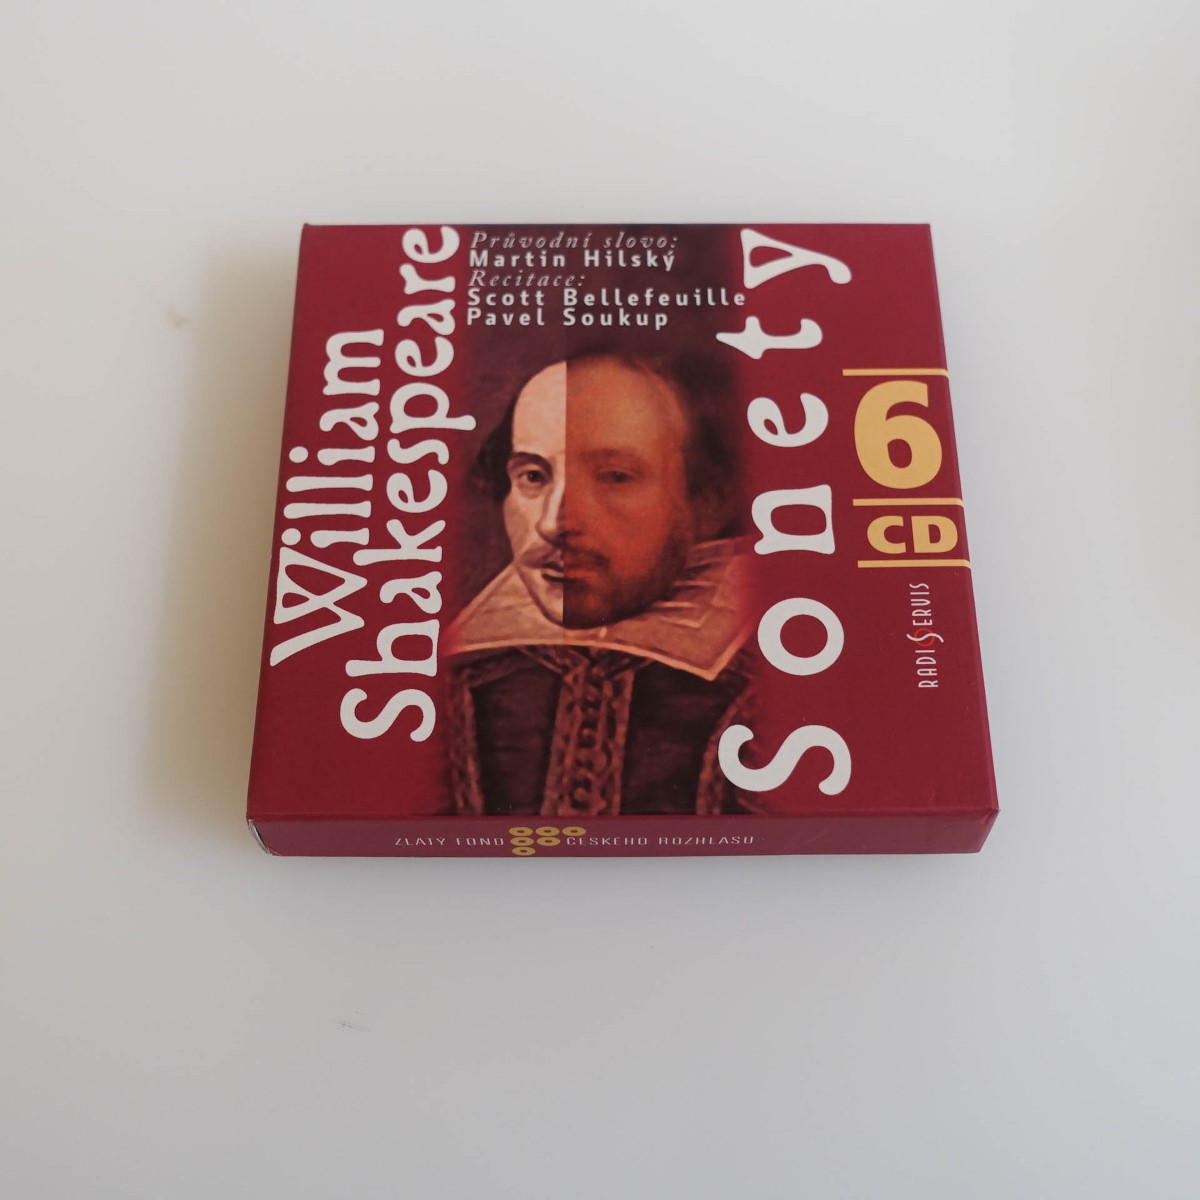 William
Shakespeare
Průvodní slovo:
Martin Hilský
Recitace:
Scott Bellefeuille
Pavel Soukup
Sonety
6
CD
RADIOSERVIS
ZLATÝ FOND ČESKÉHO ROZHLASU